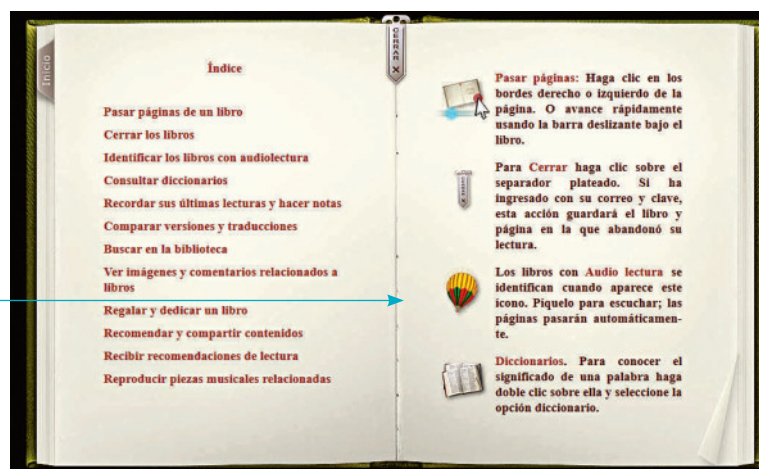 Inicio
CERRAR X
Índice
Pasar páginas de un libro
Cerrar los libros
Identificar los libros con audiolectura
Consultar diccionarios
Recordar sus últimas lecturas y hacer notas
Comparar versiones y traducciones
Buscar en la biblioteca
Ver imágenes y comentarios relacionados a
libros
Regalar y dedicar un libro
Recomendar y compartir contenidos
Recibir recomendaciones de lectura
Reproducir piezas musicales relacionadas
Pasar páginas: Haga clic en los
bordes derecho o izquierdo de la
página. O avance rápidamente
usando la barra deslizante bajo el
libro.
Para Cerrar haga clic sobre el
separador plateado. Si ha
ingresado con su correo y clave,
esta acción guardará el libro y
página en la que abandonó su
lectura.
Los libros con Audio lectura se
identifican cuando aparece este
ícono. Píquelo para escuchar; las
páginas pasarán automáticamen-
te.
Diccionarios. Para conocer el
significado de una palabra haga
doble clic sobre ella y seleccione la
opción diccionario.